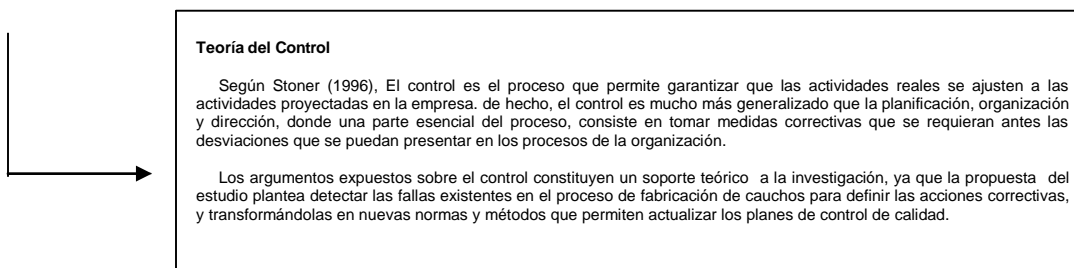 Teoría del Control
Según Stoner (1996), El control es el proceso que permite garantizar que las actividades reales se ajusten a las
actividades proyectadas en la empresa. de hecho, el control es mucho más generalizado que la planificación, organización
y dirección, donde una parte esencial del proceso, consiste en tomar medidas correctivas que se requieran antes las
desviaciones que se puedan presentar en los procesos de la organización.
Los argumentos expuestos sobre el control constituyen un soporte teórico a la investigación, ya que la propuesta del
estudio plantea detectar las fallas existentes en el proceso de fabricación de cauchos para definir las acciones correctivas,
y transformándolas en nuevas normas y métodos que permiten actualizar los planes de control de calidad.